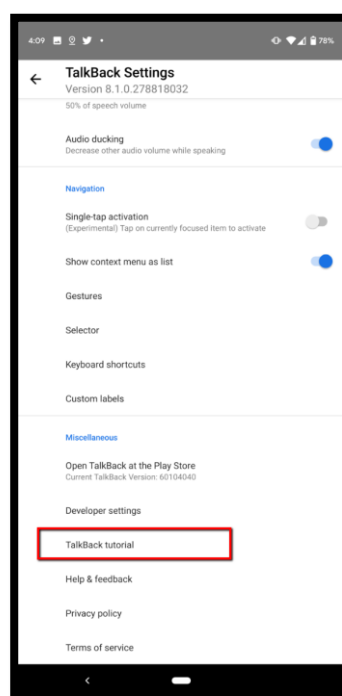 4:09
78%
TalkBack Settings
Version 8.1.0.278818032
50% of speech volume
Audio ducking
Decrease other audio volume while speaking
Navigation
Single-tap activation
(Experimental) Tap on currently focused item to activate
Show context menu as list
Gestures
Selector
Keyboard shortcuts
Custom labels
Miscellaneous
Open TalkBack at the Play Store
Current TalkBack Version: 60104040
Developer settings
TalkBack tutorial
Help & feedback
Privacy policy
Terms of service